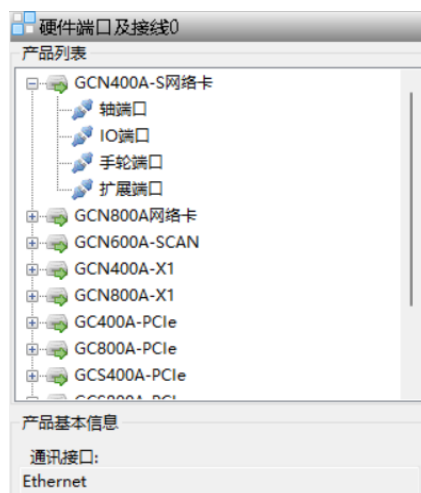 硬件端口及接线0
产品列表
GCN400A-S网络卡
轴端口
IO端口
手轮端口
扩展端口
GCN800A网络卡
GCN600A-SCAN
GCN400A-X1
GCN800A-X1
GC400A-PCIe
GC800A-PCIe
GCS400A-PCIe
产品基本信息
通讯接口:
Ethernet